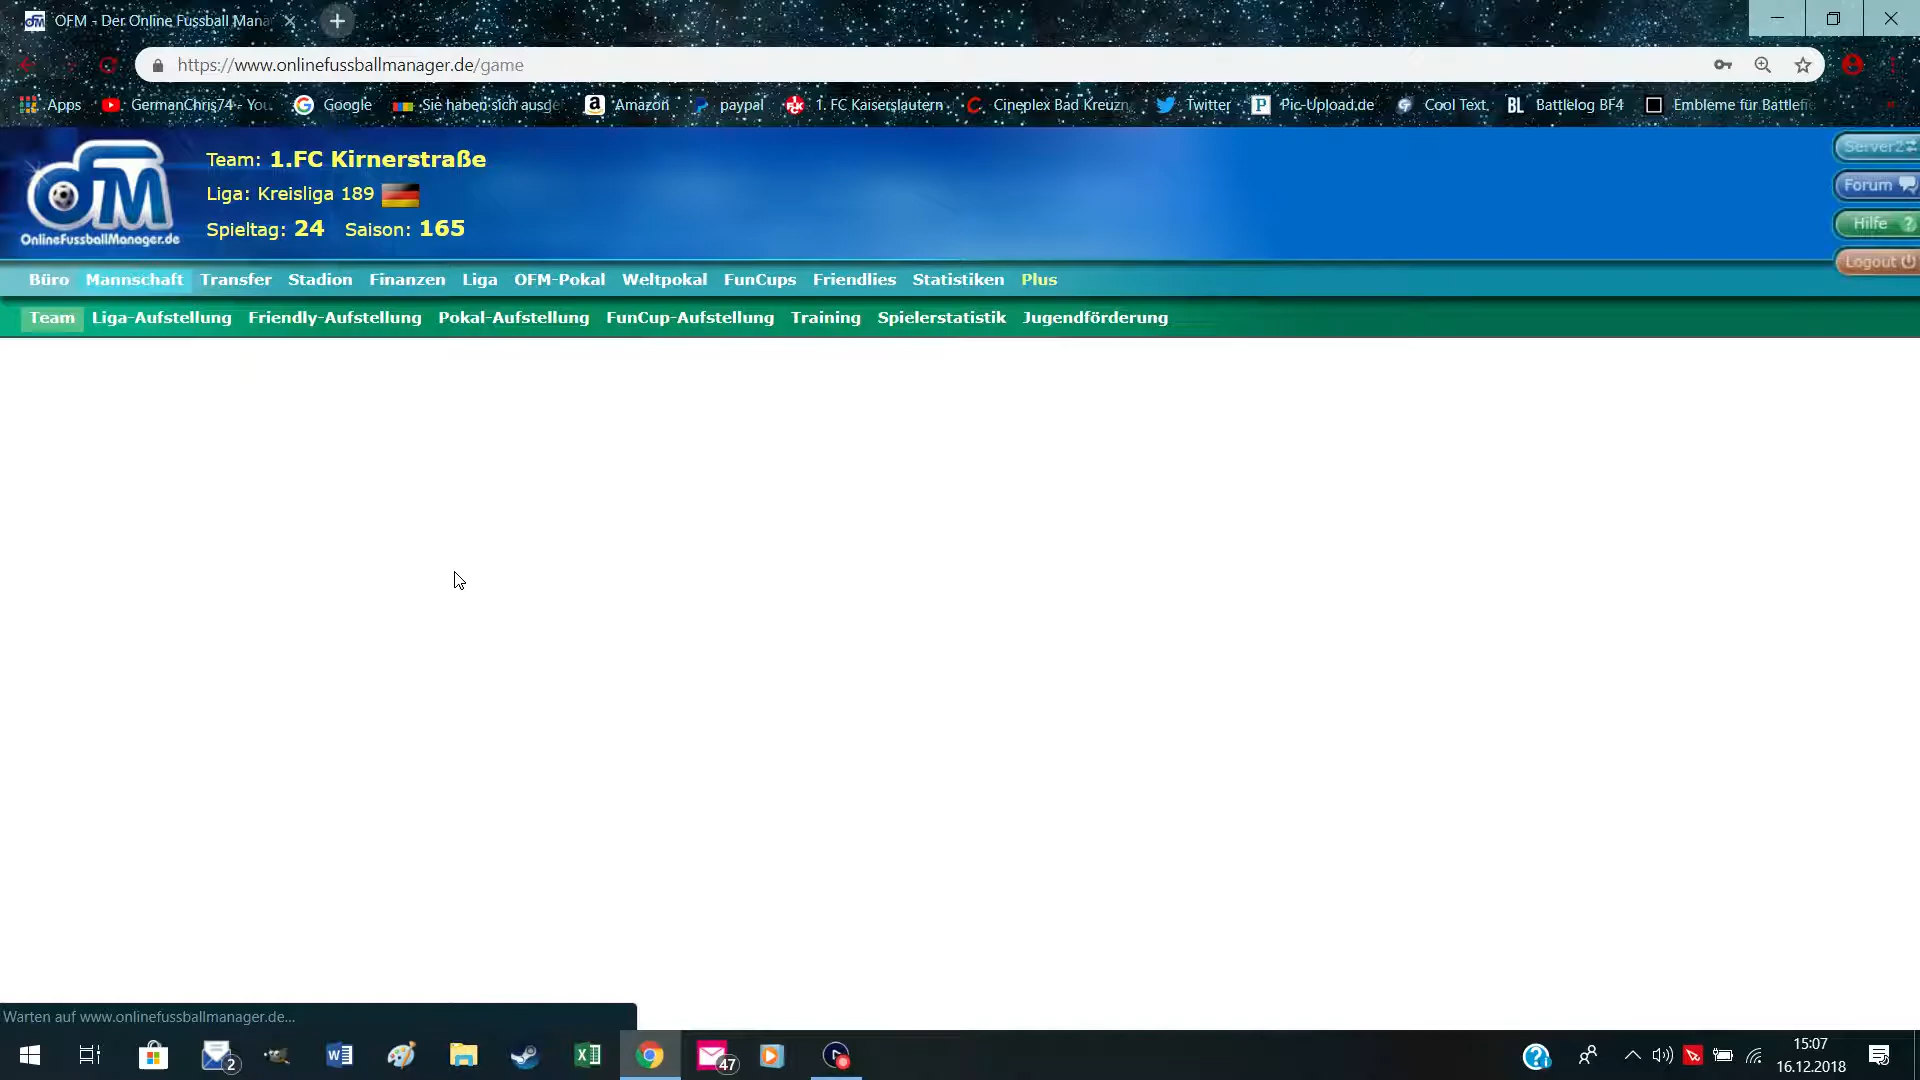 OFM - Der Online Fussball Mana
https://www.onlinefussballmanager.de/game
Apps GermanChris74 - You Google Sie haben sich ausge Amazon paypal 1. FC Kaiserslautern Cineplex Bad Kreuzn Twitter Pic-Upload.de Cool Text BL Battlelog BF4 Embleme für Battlefie
OFM
OnlineFussballManager.de
Team: 1.FC Kirnerstraße
Liga: Kreisliga 189
Spieltag: 24 Saison: 165
Server2
Forum
Hilfe ?
Logout
Büro Mannschaft Transfer Stadion Finanzen Liga OFM-Pokal Weltpokal FunCups Friendlies Statistiken Plus
Team Liga-Aufstellung Friendly-Aufstellung Pokal-Aufstellung FunCup-Aufstellung Training Spielerstatistik Jugendförderung
Warten auf www.onlinefussballmanager.de...
2
47
15:07
16.12.2018